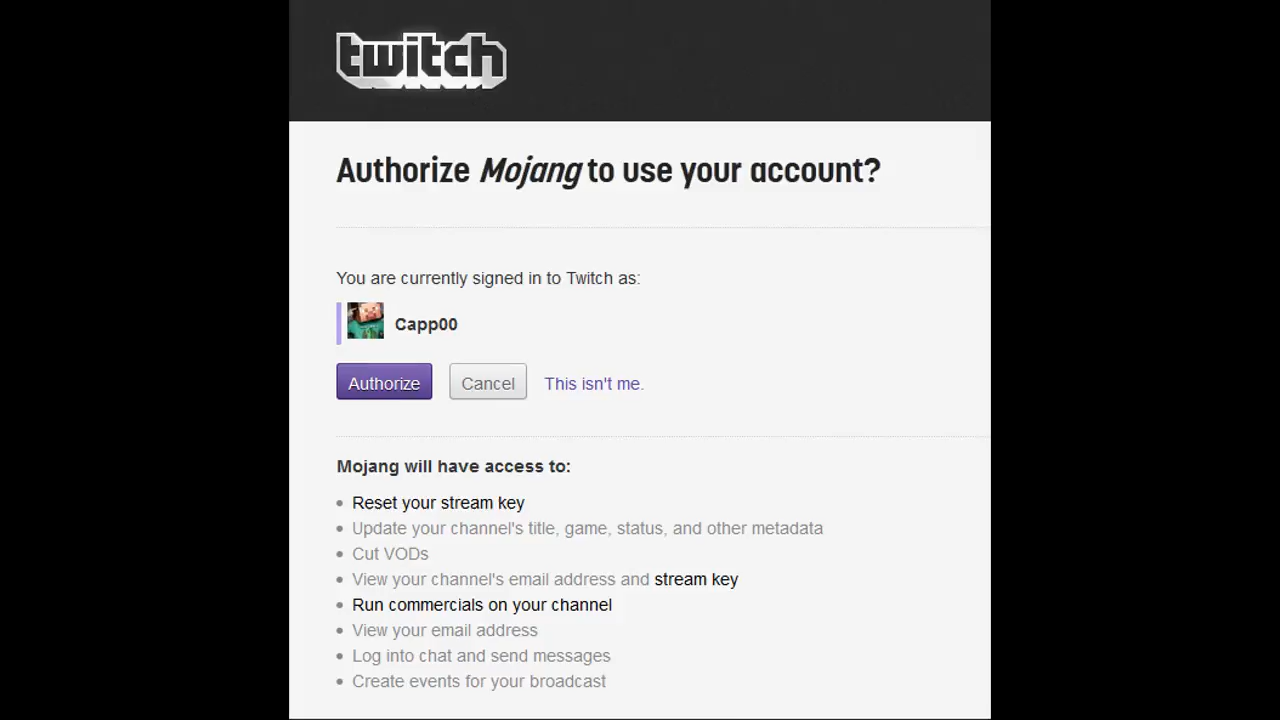 twitch
Authorize Mojang to use your account?
You are currently signed in to Twitch as:
Capp00
Authorize Cancel This isn't me.
Mojang will have access to:
• Reset your stream key
• Update your channel's title, game, status, and other metadata
• Cut VODs
• View your channel's email address and stream key
• Run commercials on your channel
• View your email address
• Log into chat and send messages
• Create events for your broadcast